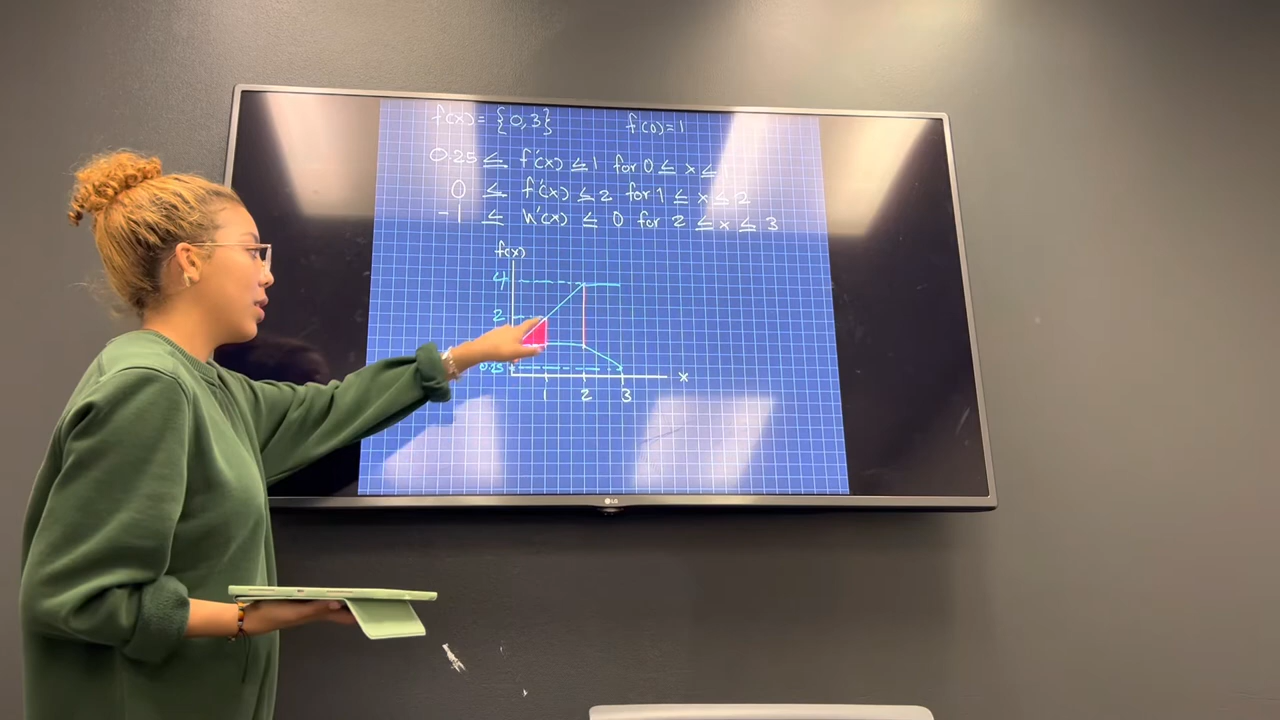 f(x) = {0,3} f(0)=1
0.25 ≤ f'(x) ≤ 1 for 0 ≤ x ≤
0 ≤ f'(x) ≤ 2 for 1 ≤ x ≤ 2
-1 ≤ h'(x) ≤ 0 for 2 ≤ x ≤ 3
f(x)
4
2
0.25
x
1 2 3
LG